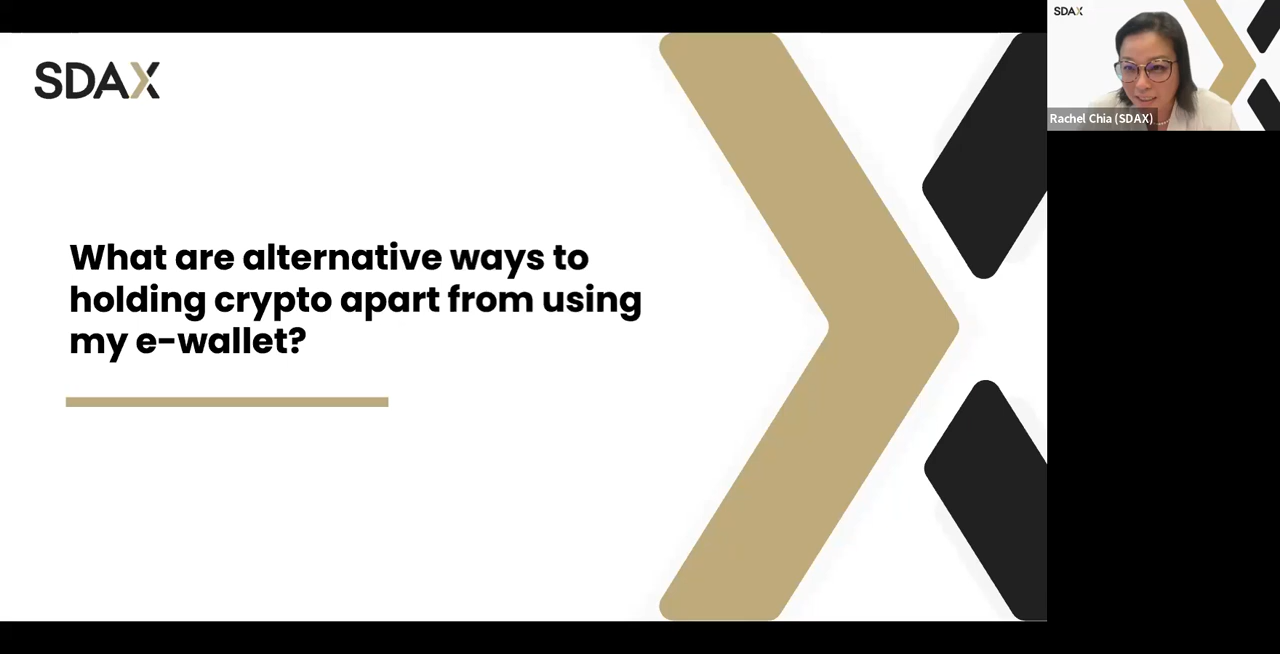 SDAX
What are alternative ways to
holding crypto apart from using
my e-wallet?
SDAX
Rachel Chia (SDAX)